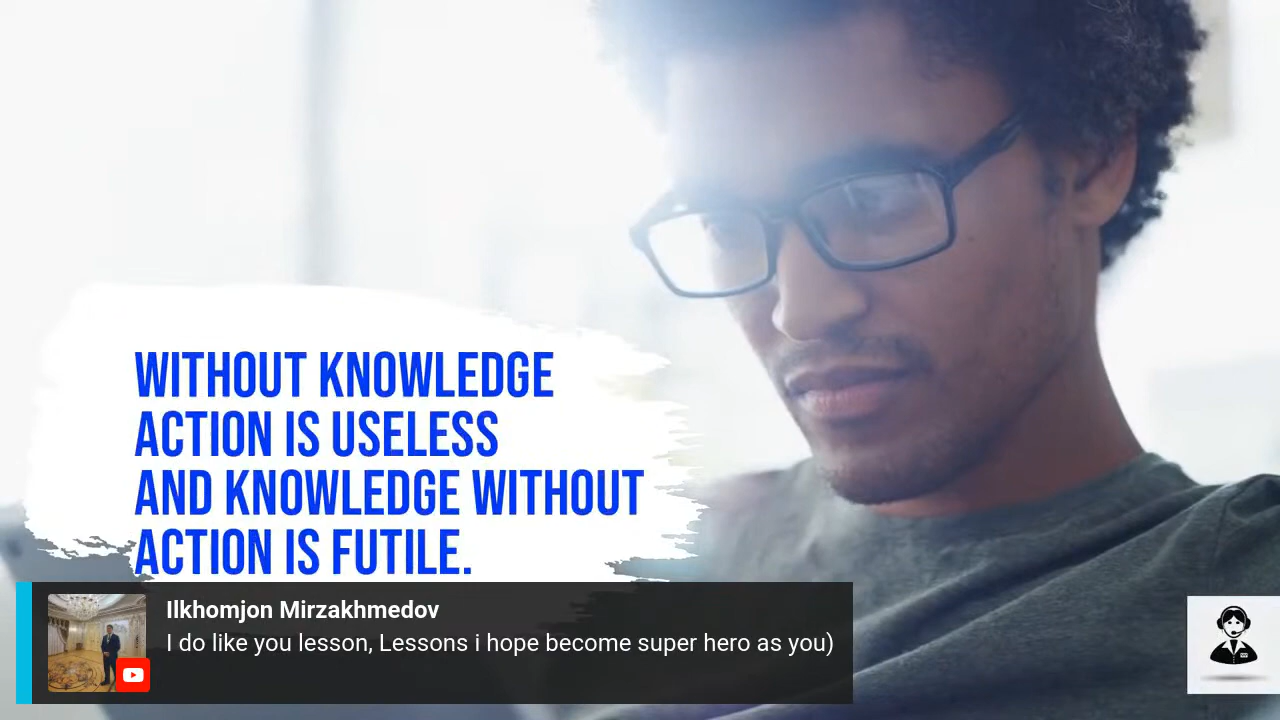 WITHOUT KNOWLEDGE
ACTION IS USELESS
AND KNOWLEDGE WITHOUT
ACTION IS FUTILE.
Ilkhomjon Mirzakhmedov
I do like you lesson, Lessons i hope become super hero as you)